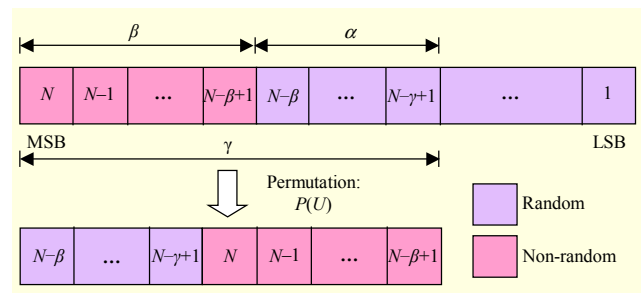 β α
N N−1 ... N−β+1 N−β ... N−γ+1 ... 1
MSB γ LSB
Permutation:
P(U)
Random
N−β ... N−γ+1 N N−1 ... N−β+1
Non-random